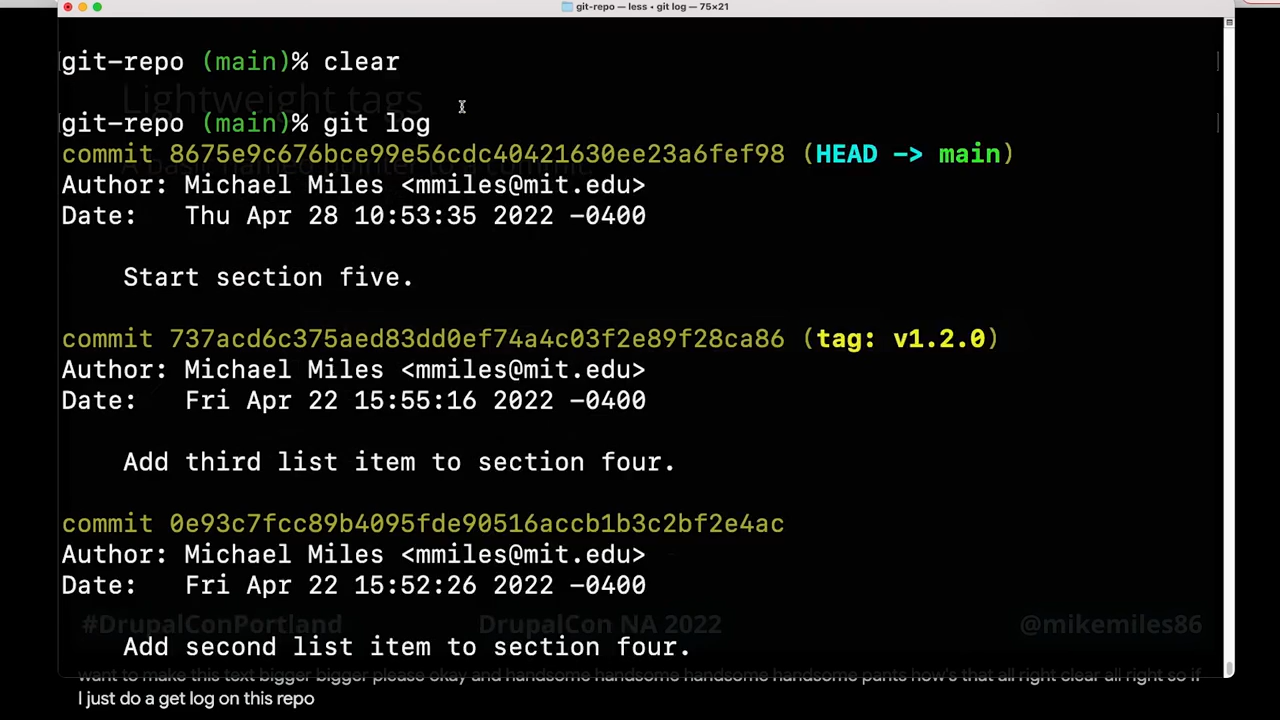 git-repo — less • git log — 75×21
git-repo (main)% clear
Lightweight tags
git-repo (main)% git log
commit 8675e9c676bce99e56cdc40421630ee23a6fef98 (HEAD -> main)
A basic named pointer to a commit.
Author: Michael Miles <mmiles@mit.edu>
Date:   Thu Apr 28 10:53:35 2022 -0400
Start section five.
commit 737acd6c375aed83dd0ef74a4c03f2e89f28ca86 (tag: v1.2.0)
Author: Michael Miles <mmiles@mit.edu>
Date:   Fri Apr 22 15:55:16 2022 -0400
Add third list item to section four.
commit 0e93c7fcc89b4095fde90516accb1b3c2bf2e4ac
Author: Michael Miles <mmiles@mit.edu>
Date:   Fri Apr 22 15:52:26 2022 -0400
#DrupalConPortland DrupalCon NA 2022 @mikemiles86
Add second list item to section four.
want to make this text bigger bigger please okay and handsome handsome handsome handsome pants how's that all right clear all right so if
I just do a get log on this repo